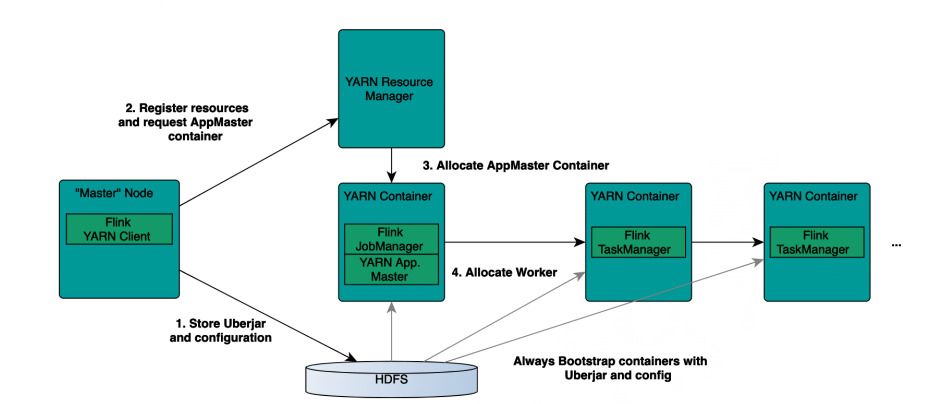 YARN Resource
Manager
2. Register resources
and request AppMaster
container
3. Allocate AppMaster Container
"Master" Node
Flink
YARN Client
YARN Container
Flink
JobManager
YARN App.
Master
4. Allocate Worker
YARN Container
Flink
TaskManager
YARN Container
Flink
TaskManager
...
1. Store Uberjar
and configuration
HDFS
Always Bootstrap containers with
Uberjar and config